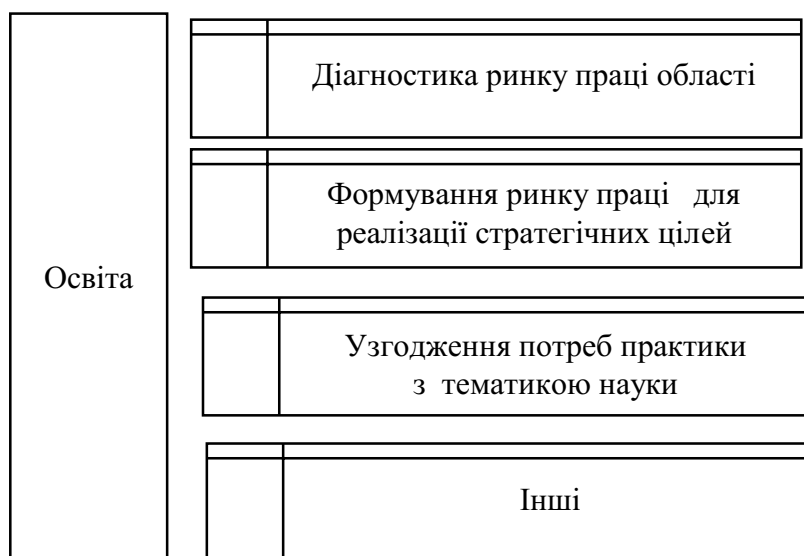 Освіта
Діагностика ринку праці області
Формування ринку праці для
реалізації стратегічних цілей
Узгодження потреб практики
з тематикою науки
Інші